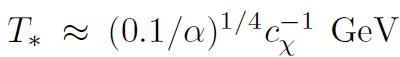 T_* ≈ (0.1/α)^{1/4} c_χ^{-1} GeV